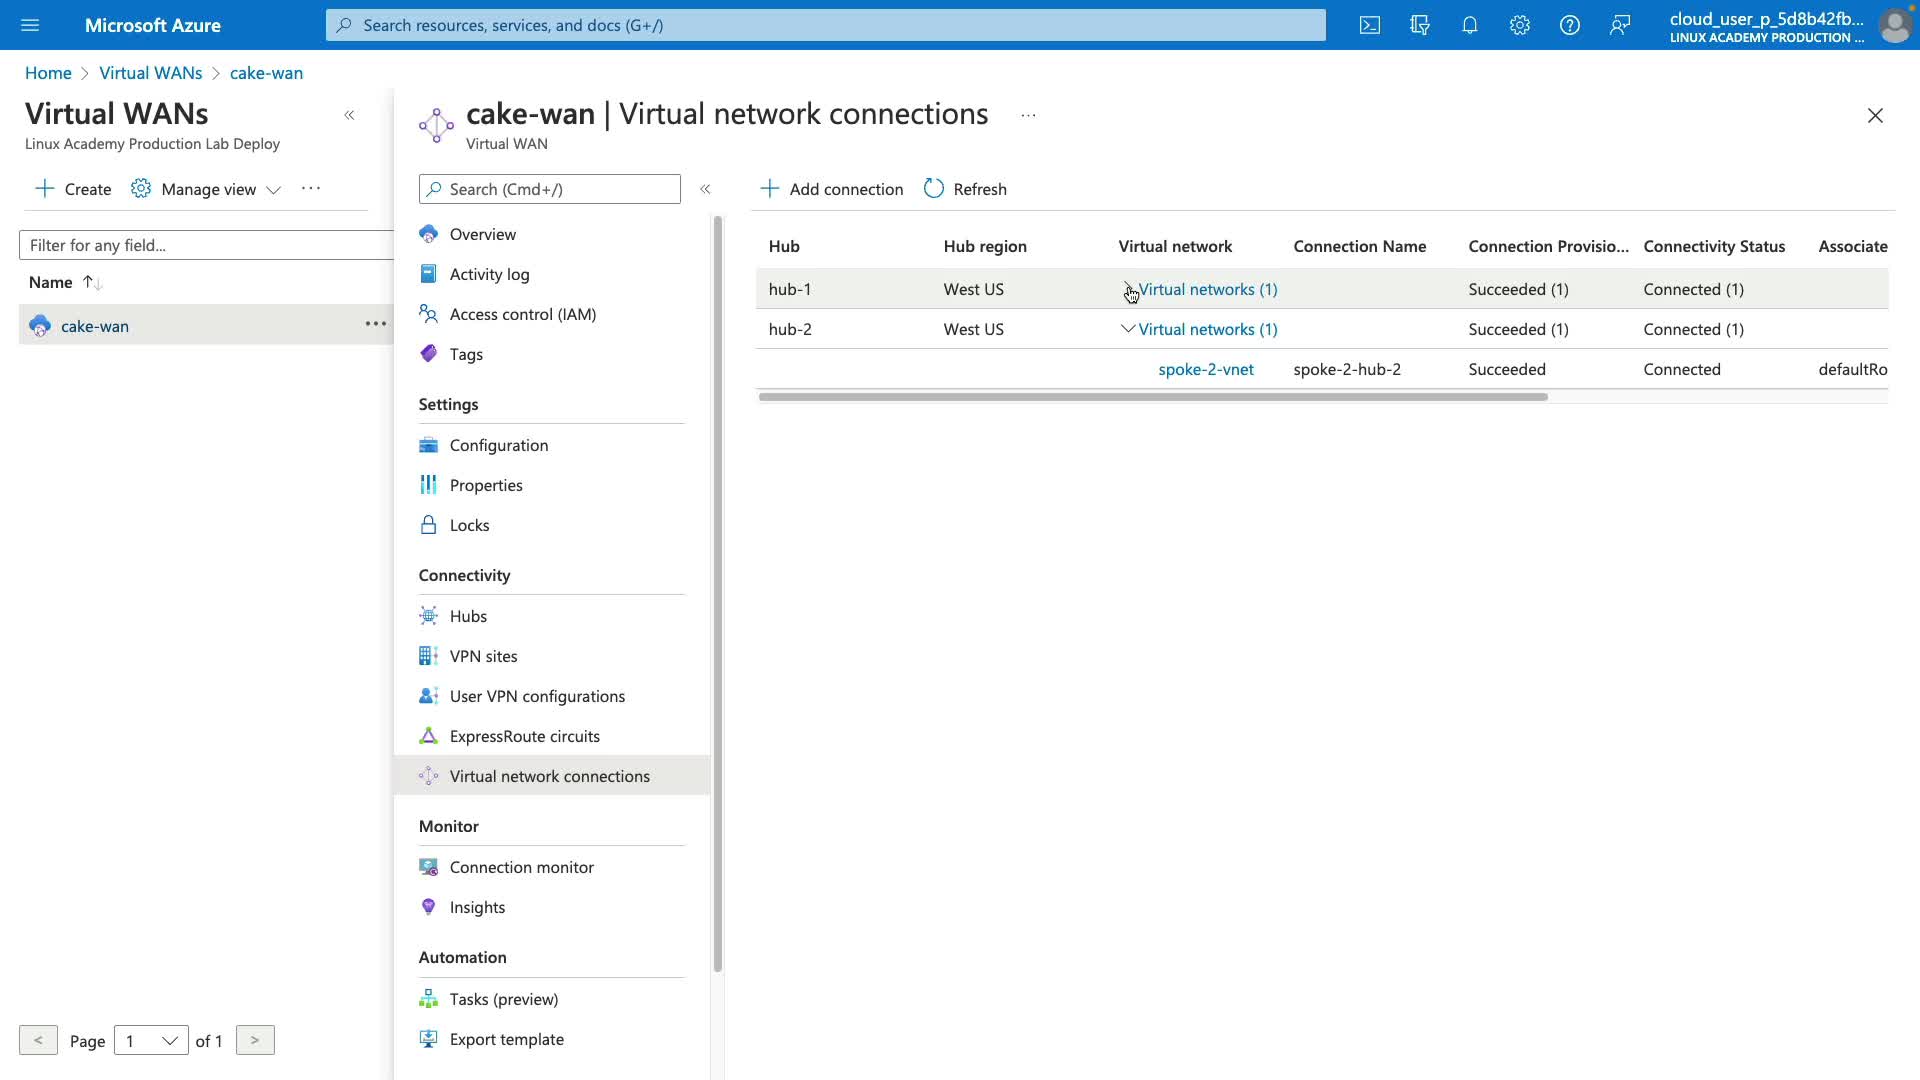 Microsoft Azure
Search resources, services, and docs (G+/)
cloud_user_p_5d8b42fb...
LINUX ACADEMY PRODUCTION ...
Home > Virtual WANs > cake-wan
Virtual WANs
Linux Academy Production Lab Deploy
Create Manage view ...
Filter for any field...
Name
cake-wan
< Page 1 of 1 >
cake-wan | Virtual network connections ...
Virtual WAN
Search (Cmd+/)
Overview
Activity log
Access control (IAM)
Tags
Settings
Configuration
Properties
Locks
Connectivity
Hubs
VPN sites
User VPN configurations
ExpressRoute circuits
Virtual network connections
Monitor
Connection monitor
Insights
Automation
Tasks (preview)
Export template
Add connection Refresh
Hub Hub region Virtual network Connection Name Connection Provisio... Connectivity Status Associate
hub-1 West US Virtual networks (1) Succeeded (1) Connected (1)
hub-2 West US Virtual networks (1) Succeeded (1) Connected (1)
spoke-2-vnet spoke-2-hub-2 Succeeded Connected defaultRo